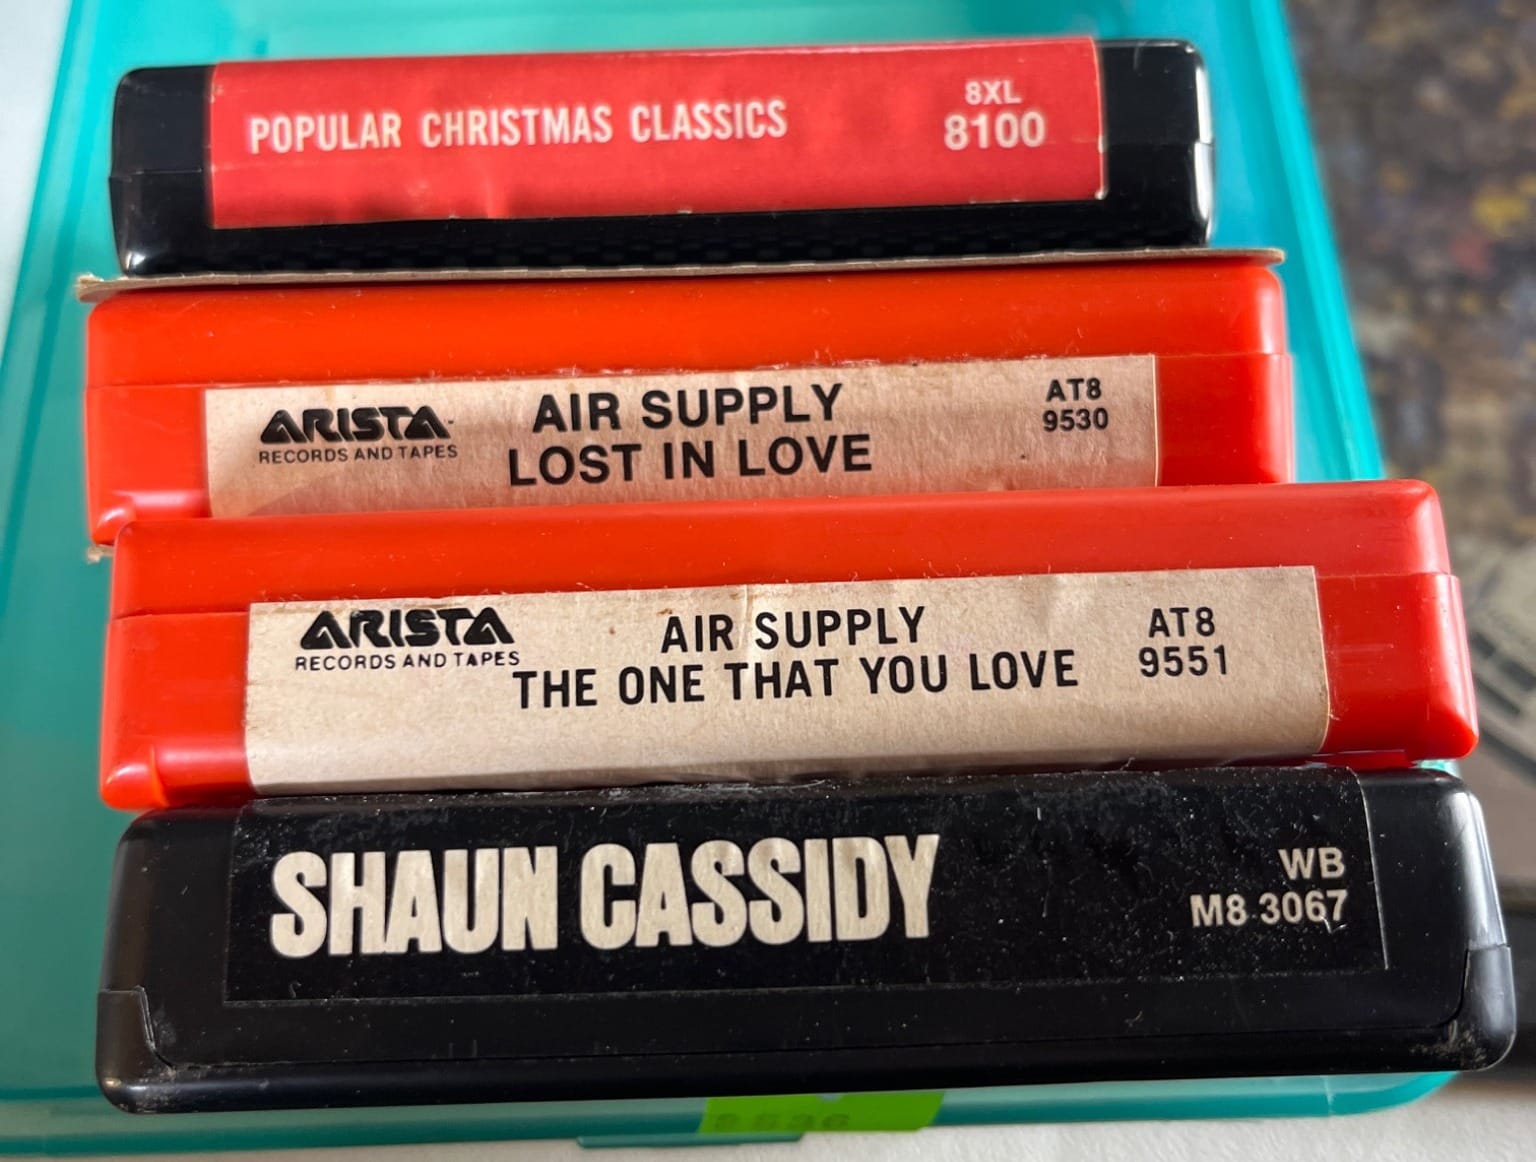 POPULAR CHRISTMAS CLASSICS
8XL
8100
ARISTA
RECORDS AND TAPES
AIR SUPPLY
LOST IN LOVE
AT8
9530
ARISTA
RECORDS AND TAPES
AIR SUPPLY
THE ONE THAT YOU LOVE
AT8
9551
SHAUN CASSIDY
WB
M8 3067